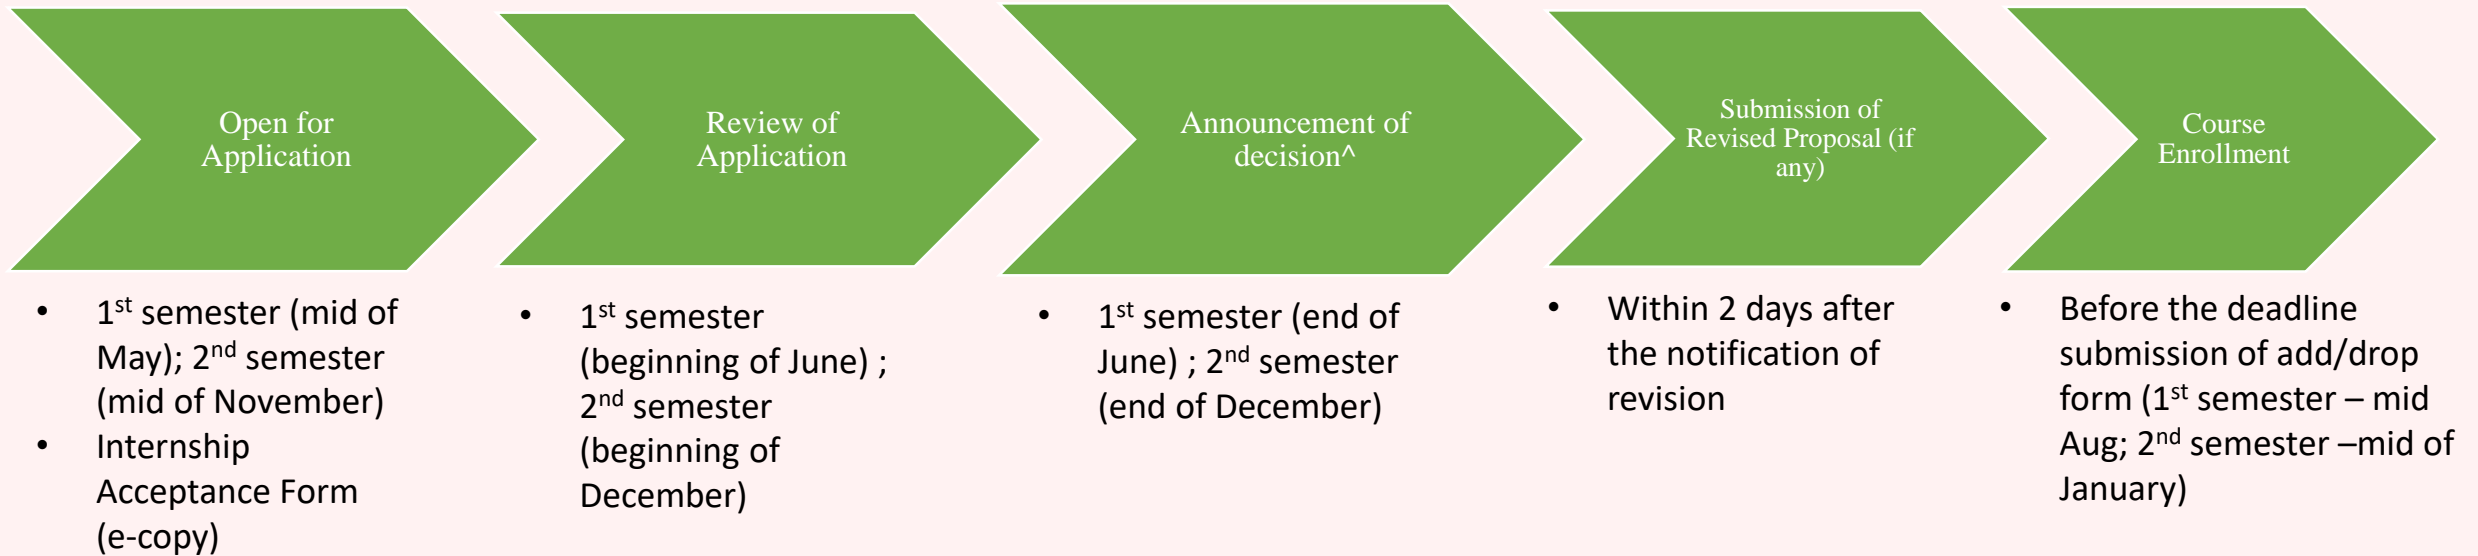 Open for
Application
Review of
Application
Announcement of
decision^
Submission of
Revised Proposal (if
any)
Course
Enrollment
• 1st semester (mid of
May); 2nd semester
(mid of November)
• Internship
Acceptance Form
(e-copy)
• 1st semester
(beginning of June) ;
2nd semester
(beginning of
December)
• 1st semester (end of
June) ; 2nd semester
(end of December)
• Within 2 days after
the notification of
revision
• Before the deadline
submission of add/drop
form (1st semester – mid
Aug; 2nd semester –mid of
January)